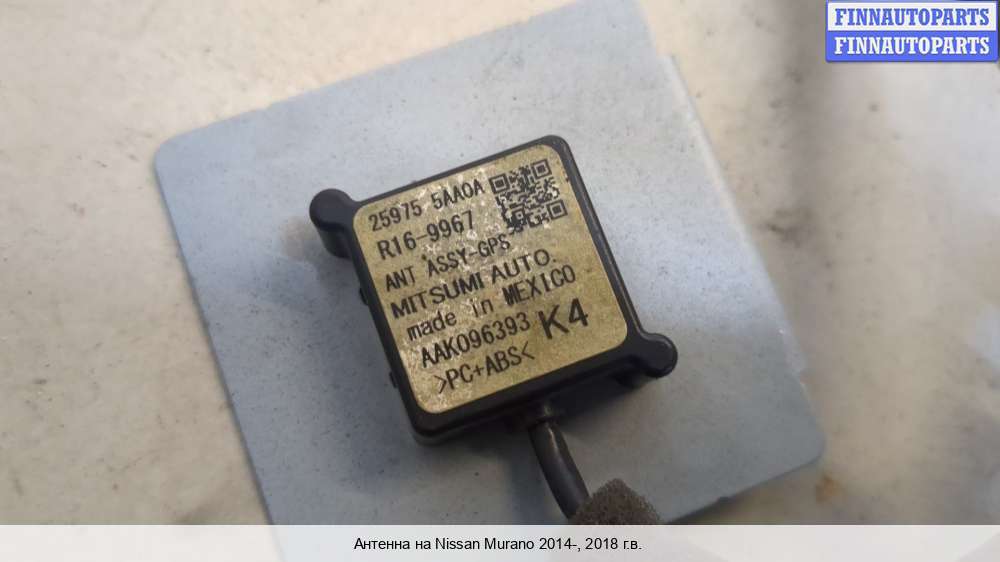 FINNAUTOPARTS
FINNAUTOPARTS
25975 5AA0A
R16-9967
ANT ASSY-GPS
MITSUMI AUTO
made in MEXICO
AAK096393 K4
>PC+ABS<
Антенна на Nissan Murano 2014-, 2018 г.в.